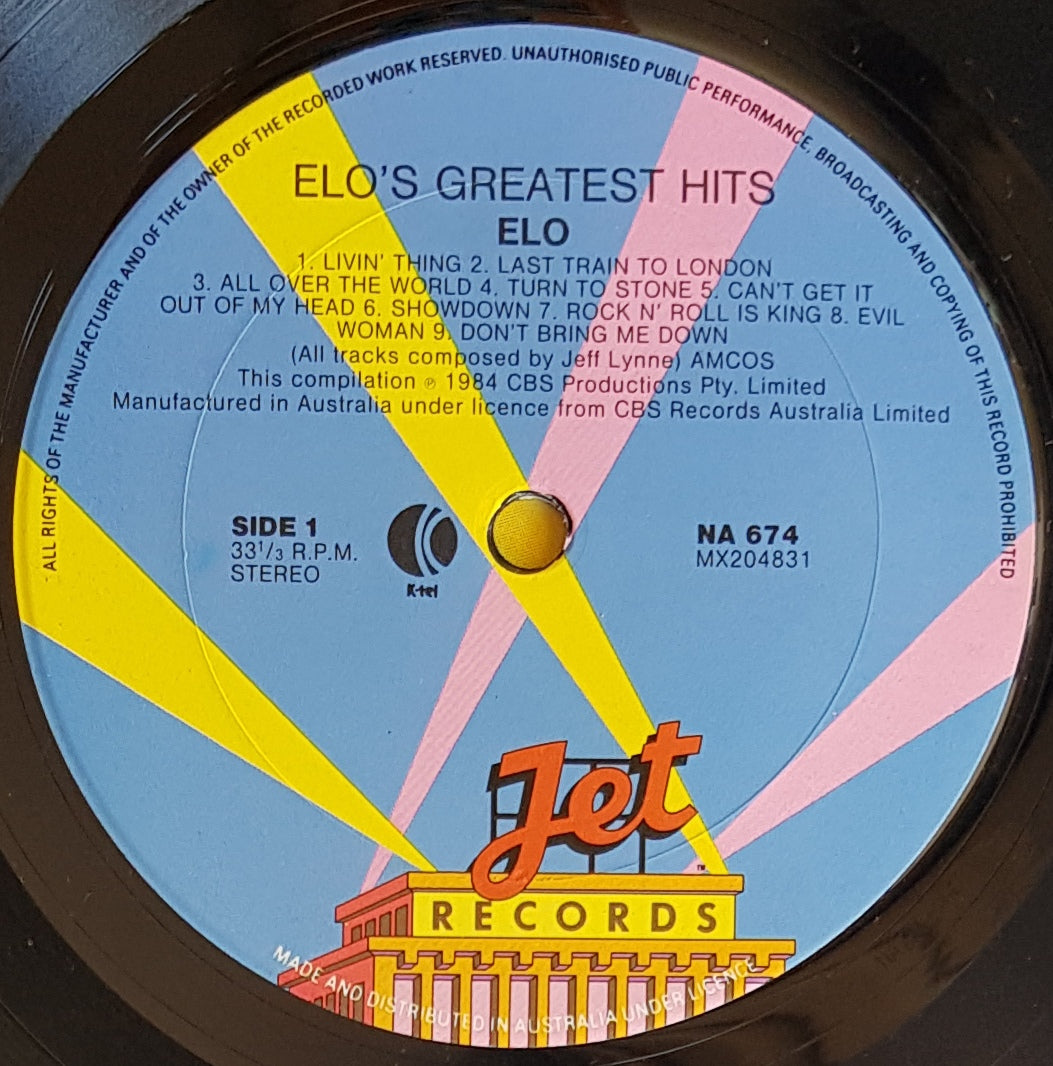 ALL RIGHTS OF THE MANUFACTURER AND OF THE OWNER OF THE RECORDED WORK RESERVED. UNAUTHORISED PUBLIC PERFORMANCE, BROADCASTING AND COPYING OF THIS RECORD PROHIBITED
ELO'S GREATEST HITS
ELO
1. LIVIN' THING 2. LAST TRAIN TO LONDON
3. ALL OVER THE WORLD 4. TURN TO STONE 5. CAN'T GET IT
OUT OF MY HEAD 6. SHOWDOWN 7. ROCK N' ROLL IS KING 8. EVIL
WOMAN 9. DON'T BRING ME DOWN
(All tracks composed by Jeff Lynne) AMCOS
This compilation ℗ 1984 CBS Productions Pty. Limited
Manufactured in Australia under licence from CBS Records Australia Limited
SIDE 1
33¹/₃ R.P.M.
STEREO
K-tel
NA 674
MX204831
Jet
TM
RECORDS
MADE AND DISTRIBUTED IN AUSTRALIA UNDER LICENCE